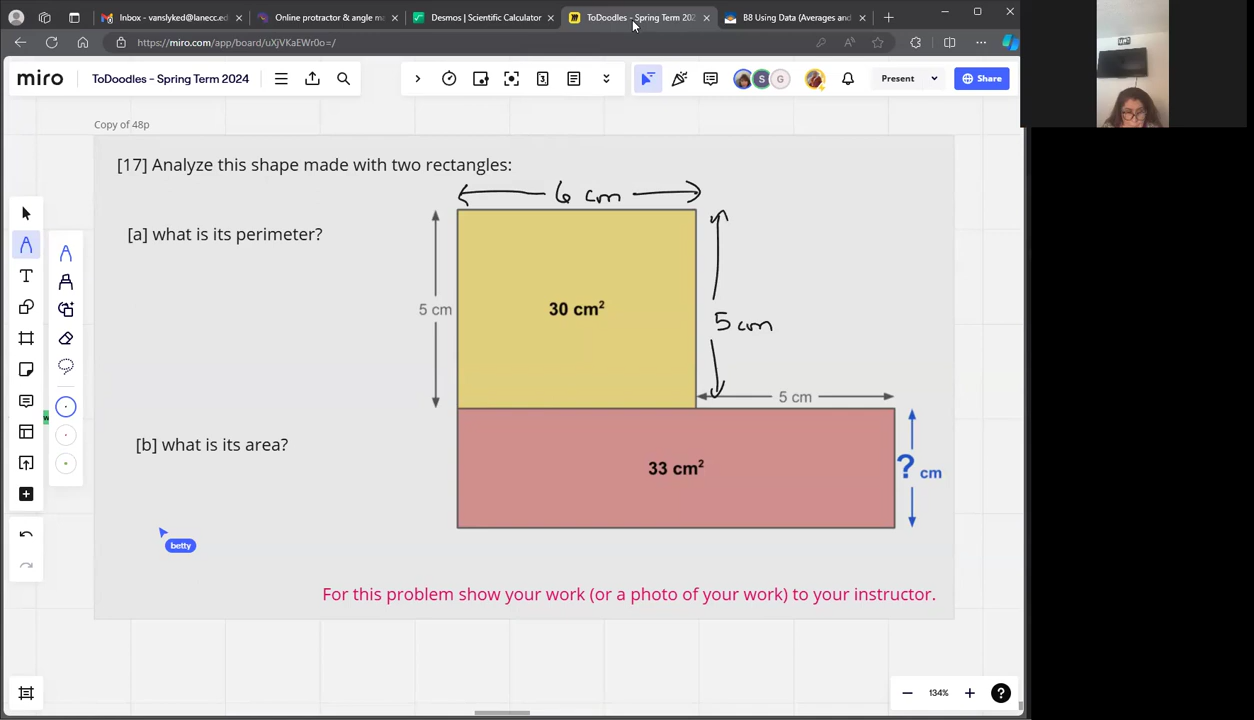 Inbox - vanslyked@lanecc.ed
Online protractor & angle me
Desmos | Scientific Calculator
ToDoodles - Spring Term 202
B8 Using Data (Averages and
https://miro.com/app/board/uXjVKaEWr0o=/
miro
ToDoodles - Spring Term 2024
3
S
G
Present
Share
Copy of 48p
[17] Analyze this shape made with two rectangles:
6 cm
[a] what is its perimeter?
5 cm
30 cm²
5 cm
5 cm
[b] what is its area?
33 cm²
? cm
betty
For this problem show your work (or a photo of your work) to your instructor.
134%